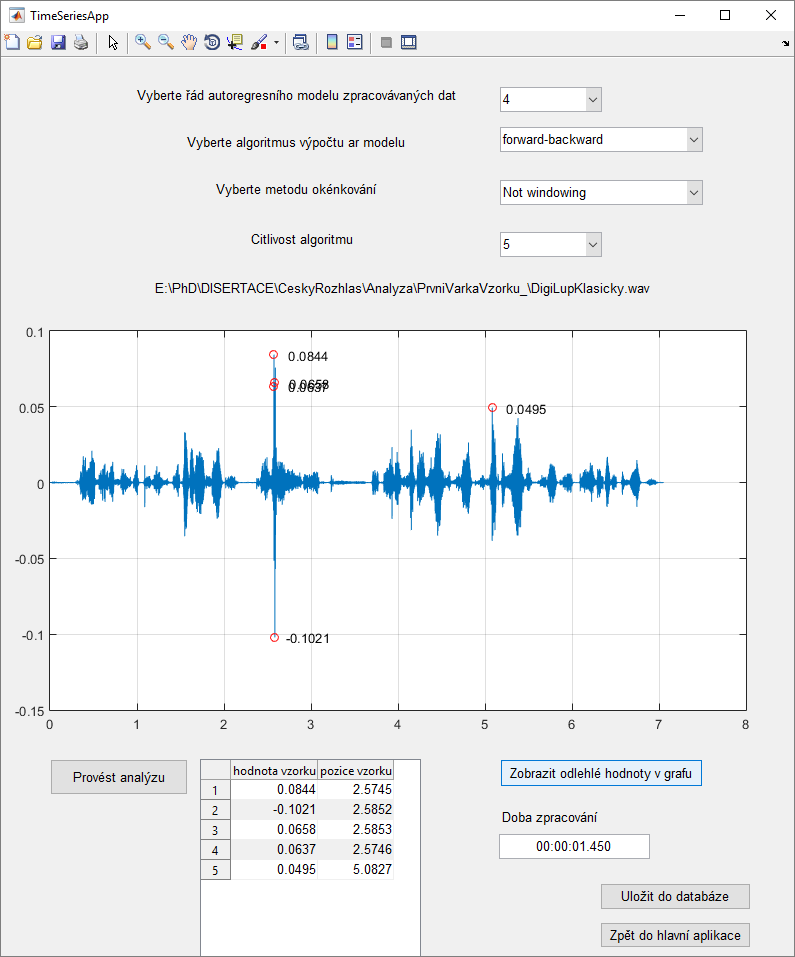 TimeSeriesApp
Vyberte řád autoregresního modelu zpracovávaných dat 4
Vyberte algoritmus výpočtu ar modelu forward-backward
Vyberte metodu okénkování Not windowing
Citlivost algoritmu 5
E:\PhD\DISERTACE\CeskyRozhlas\Analyza\PrvniVarkaVzorku_\DigiLupKlasicky.wav
0.1
0.0844
0.0658
0.0637
0.05
0.0495
0
-0.05
-0.1
-0.1021
-0.15
0 1 2 3 4 5 6 7 8
Provést analýzu
hodnota vzorku pozice vzorku
1 0.0844 2.5745
2 -0.1021 2.5852
3 0.0658 2.5853
4 0.0637 2.5746
5 0.0495 5.0827
Zobrazit odlehlé hodnoty v grafu
Doba zpracování
00:00:01.450
Uložit do databáze
Zpět do hlavní aplikace